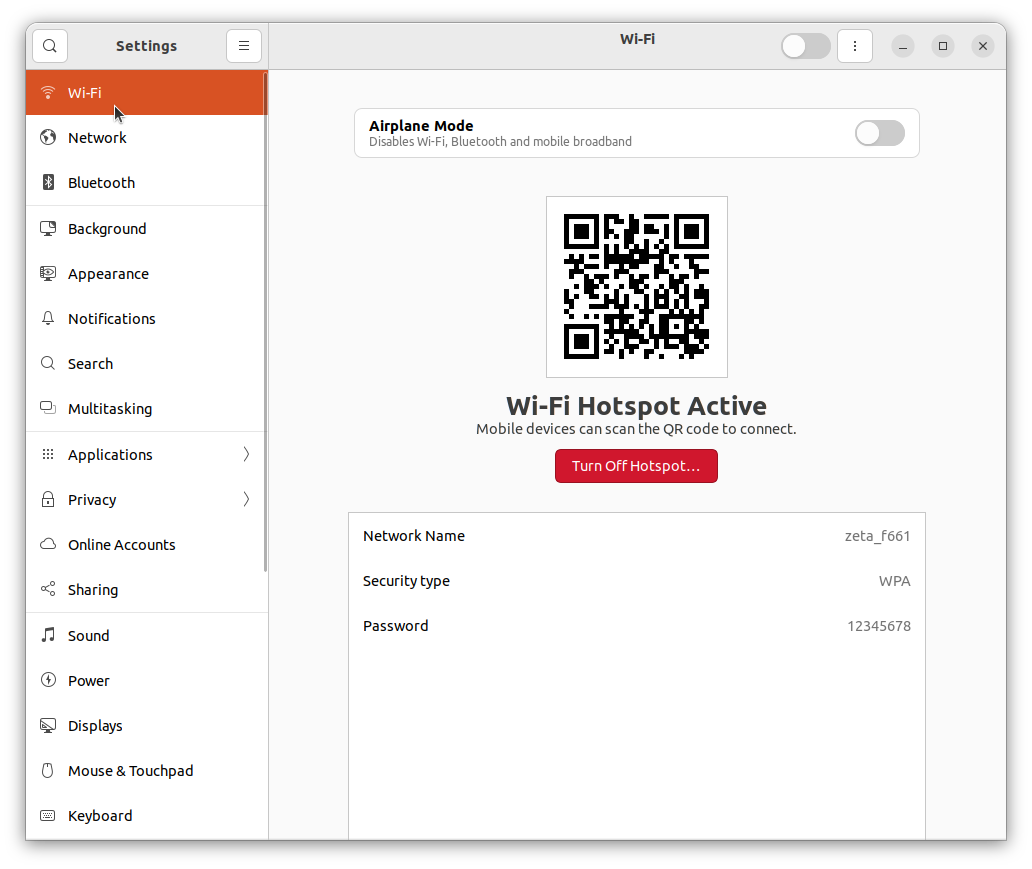 Settings
Wi-Fi
Wi-Fi
Network
Bluetooth
Background
Appearance
Notifications
Search
Multitasking
Applications
Privacy
Online Accounts
Sharing
Sound
Power
Displays
Mouse & Touchpad
Keyboard
Airplane Mode
Disables Wi-Fi, Bluetooth and mobile broadband
Wi-Fi Hotspot Active
Mobile devices can scan the QR code to connect.
Turn Off Hotspot…
Network Name zeta_f661
Security type WPA
Password 12345678